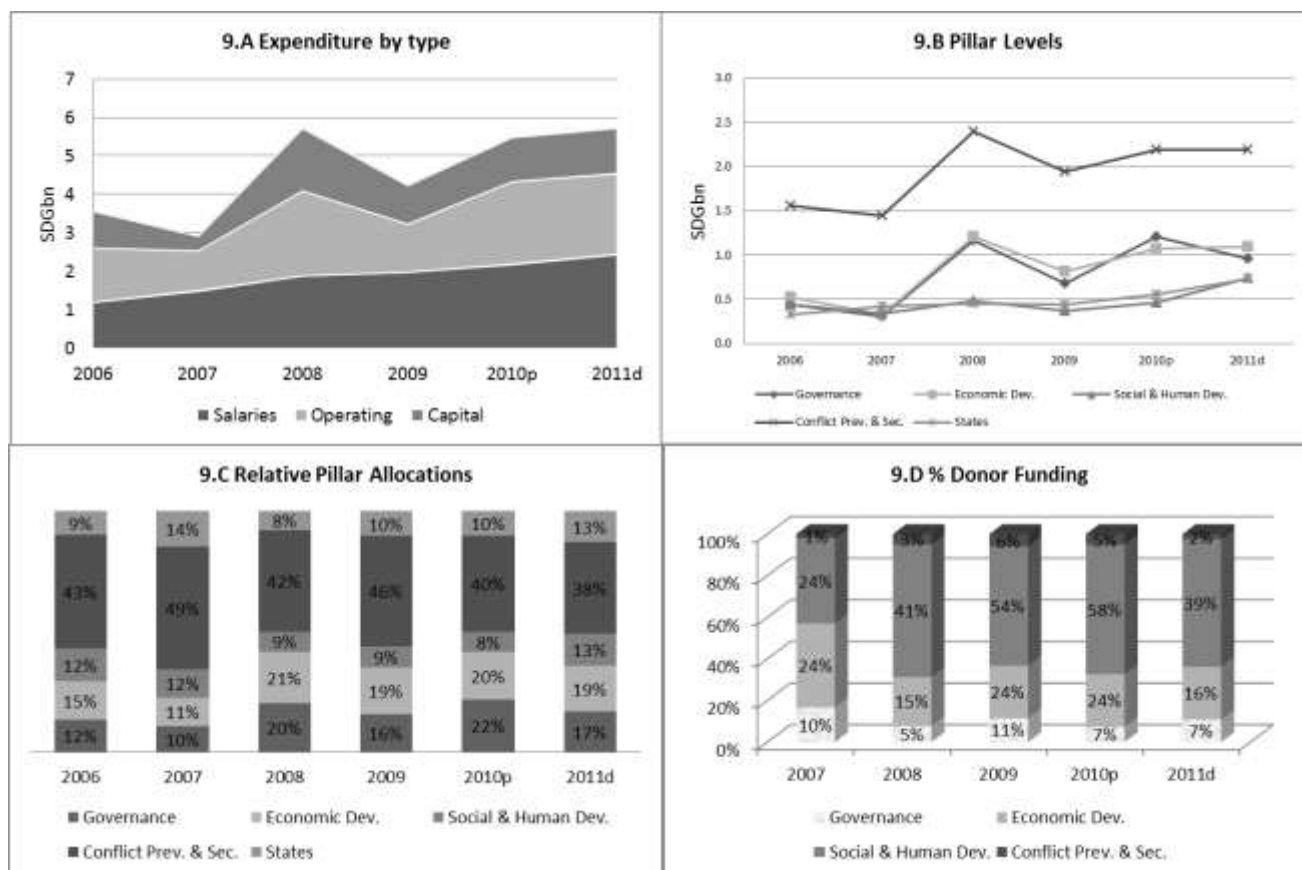 9.A Expenditure by type
7
6
5
4
3
2
1
0
SDGbn
2006 2007 2008 2009 2010p 2011d
Salaries Operating Capital
9.B Pillar Levels
3.0
2.5
2.0
1.5
1.0
0.5
0.0
SDGbn
2006 2007 2008 2009 2010p 2011d
Governance Economic Dev. Social & Human Dev.
Conflict Prev. & Sec. States
9.C Relative Pillar Allocations
9% 14% 8% 10% 10% 13%
43% 49% 42% 46% 40% 38%
12% 12% 9% 9% 8% 13%
15% 11% 21% 19% 20% 19%
12% 10% 20% 16% 22% 17%
2006 2007 2008 2009 2010p 2011d
Governance Economic Dev. Social & Human Dev.
Conflict Prev. & Sec. States
9.D % Donor Funding
100%
80%
60%
40%
20%
0%
1% 3% 6% 5% 2%
24% 41% 54% 58% 39%
24% 15% 24% 24% 16%
10% 5% 11% 7% 7%
2007 2008 2009 2010p 2011d
Governance Economic Dev.
Social & Human Dev. Conflict Prev. & Sec.